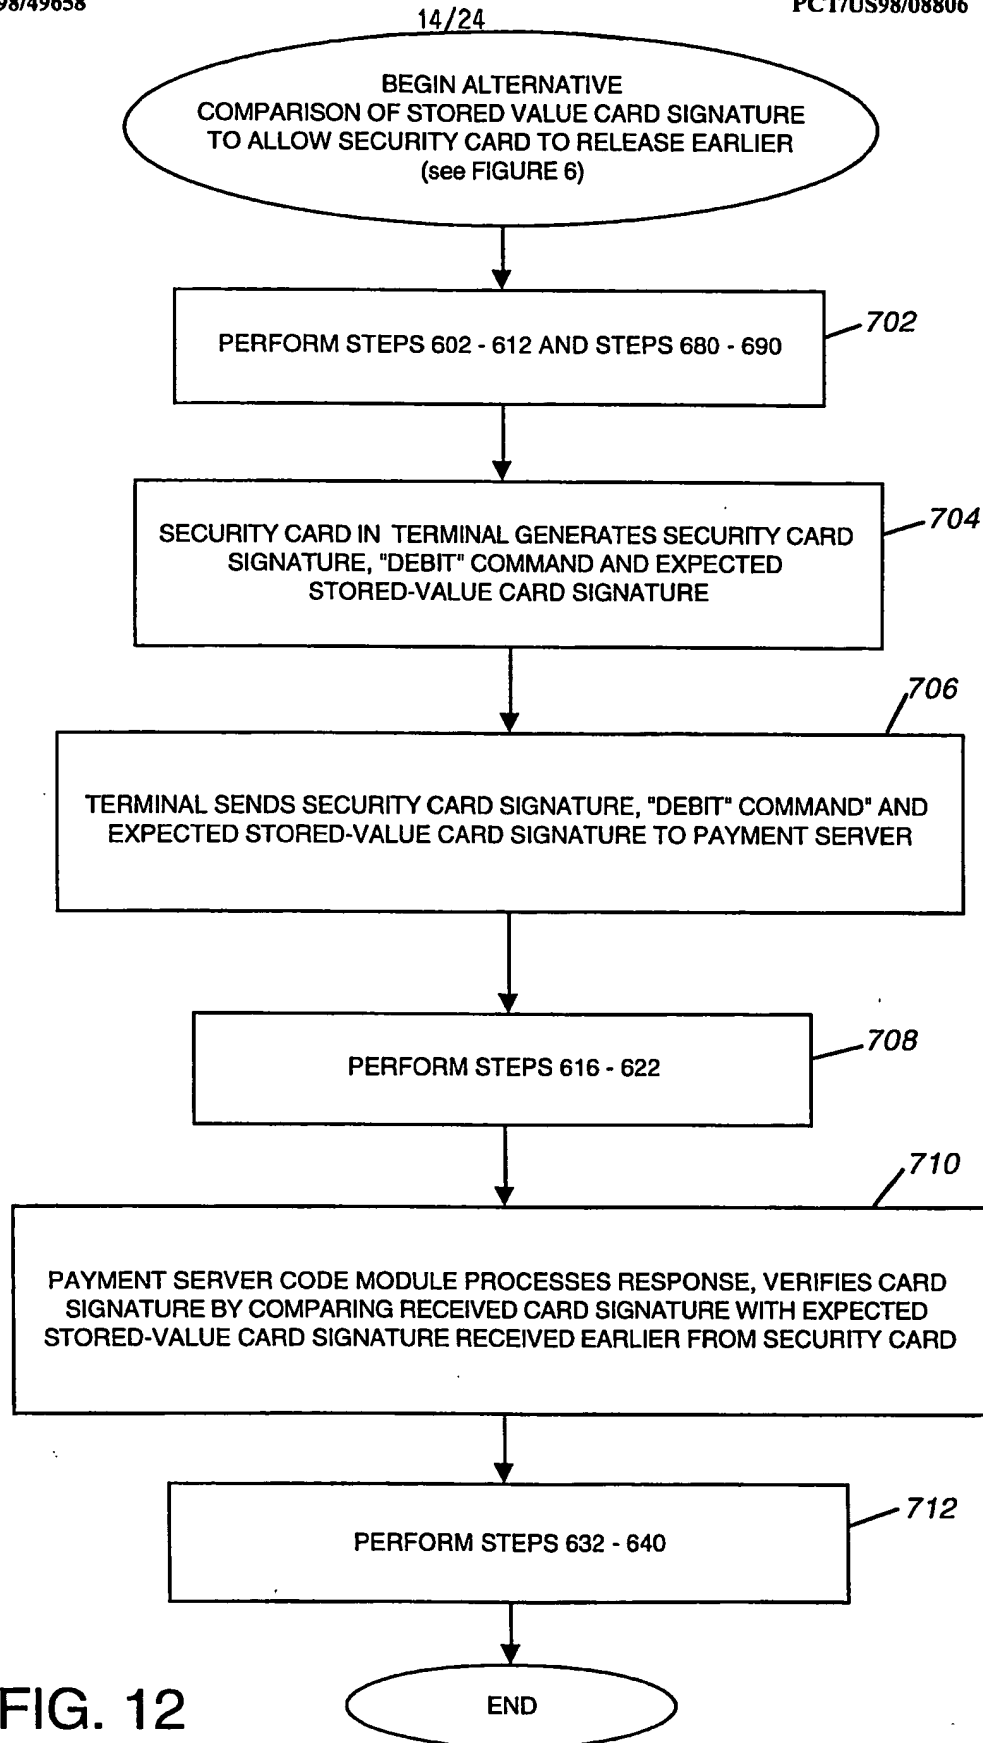 98/49658
14/24
PCT/US98/08806
BEGIN ALTERNATIVE
COMPARISON OF STORED VALUE CARD SIGNATURE
TO ALLOW SECURITY CARD TO RELEASE EARLIER
(see FIGURE 6)
702
PERFORM STEPS 602 - 612 AND STEPS 680 - 690
704
SECURITY CARD IN TERMINAL GENERATES SECURITY CARD
SIGNATURE, "DEBIT" COMMAND AND EXPECTED
STORED-VALUE CARD SIGNATURE
706
TERMINAL SENDS SECURITY CARD SIGNATURE, "DEBIT" COMMAND" AND
EXPECTED STORED-VALUE CARD SIGNATURE TO PAYMENT SERVER
708
PERFORM STEPS 616 - 622
710
PAYMENT SERVER CODE MODULE PROCESSES RESPONSE, VERIFIES CARD
SIGNATURE BY COMPARING RECEIVED CARD SIGNATURE WITH EXPECTED
STORED-VALUE CARD SIGNATURE RECEIVED EARLIER FROM SECURITY CARD
712
PERFORM STEPS 632 - 640
END
FIG. 12